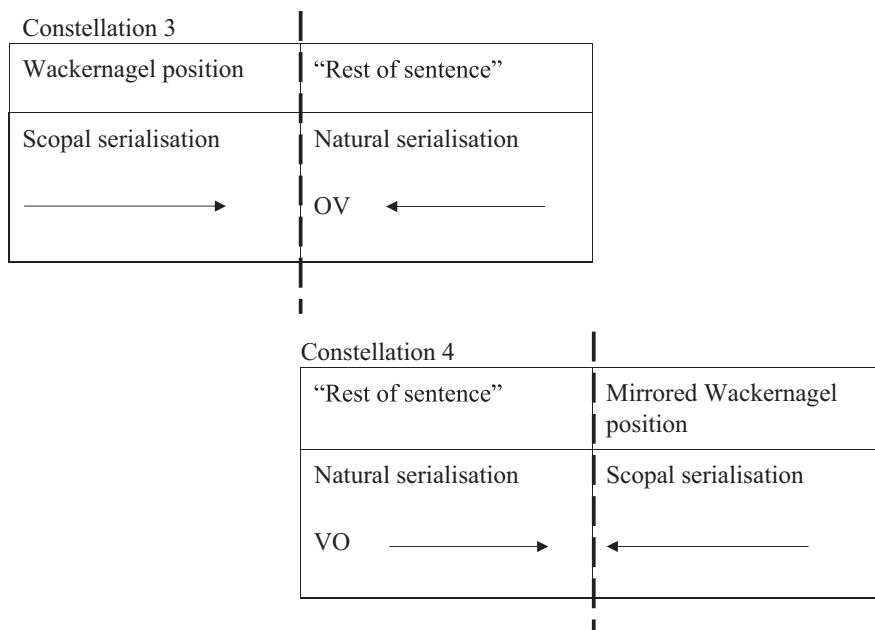 Constellation 3
Wackernagel position
“Rest of sentence”
Scopal serialisation
Natural serialisation
OV
Constellation 4
“Rest of sentence”
Mirrored Wackernagel
position
Natural serialisation
Scopal serialisation
VO